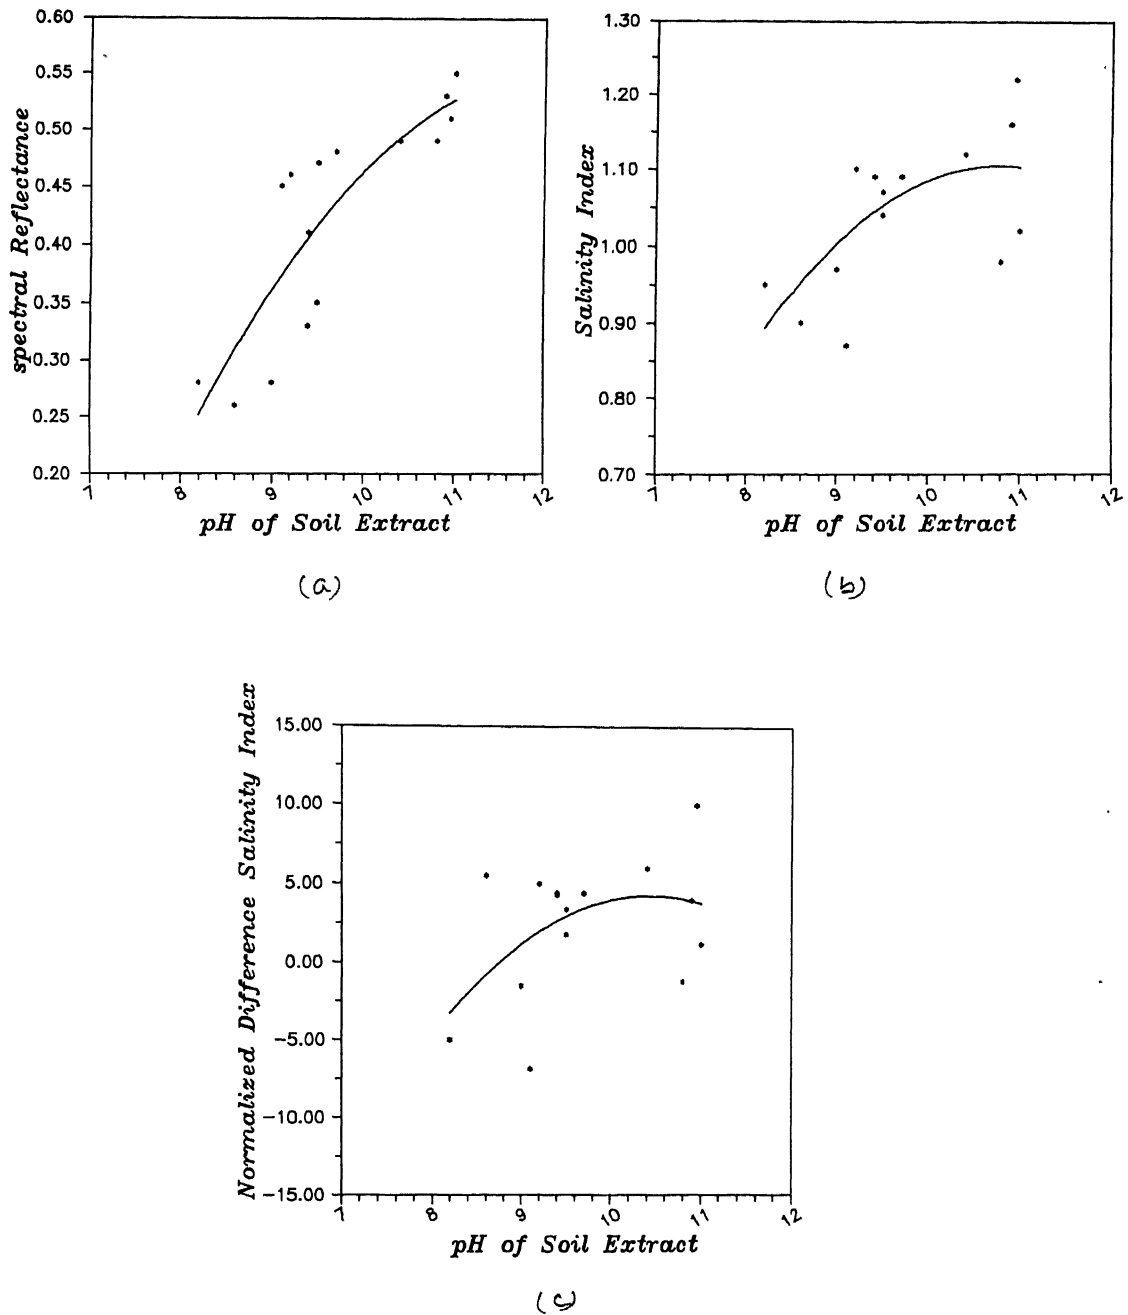 0.60
0.55
0.50
0.45
0.40
0.35
0.30
0.25
0.20
spectral Reflectance
7 8 9 10 11 12
pH of Soil Extract
(a)
1.30
1.20
1.10
1.00
0.90
0.80
0.70
Salinity Index
7 8 9 10 11 12
pH of Soil Extract
(b)
15.00
10.00
5.00
0.00
-5.00
-10.00
-15.00
Normalized Difference Salinity Index
7 8 9 10 11 12
pH of Soil Extract
(c)